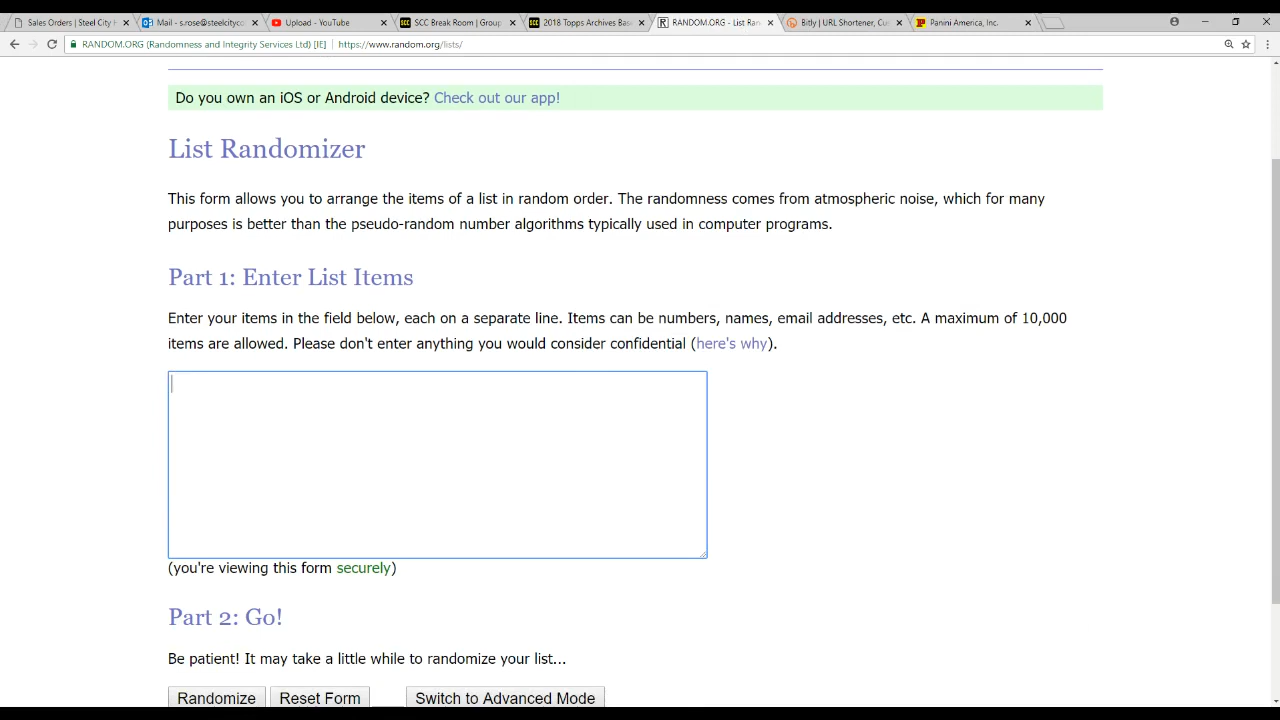 Sales Orders | Steel City H
Mail - s.rose@steelcityco
Upload - YouTube
SCC Break Room | Group
2018 Topps Archives Base
RANDOM.ORG - List Ran
Bitly | URL Shortener, Cus
Panini America, Inc.
RANDOM.ORG (Randomness and Integrity Services Ltd) [IE] https://www.random.org/lists/
Do you own an iOS or Android device? Check out our app!
List Randomizer
This form allows you to arrange the items of a list in random order. The randomness comes from atmospheric noise, which for many
purposes is better than the pseudo-random number algorithms typically used in computer programs.
Part 1: Enter List Items
Enter your items in the field below, each on a separate line. Items can be numbers, names, email addresses, etc. A maximum of 10,000
items are allowed. Please don't enter anything you would consider confidential (here's why).
(you're viewing this form securely)
Part 2: Go!
Be patient! It may take a little while to randomize your list...
Randomize Reset Form Switch to Advanced Mode